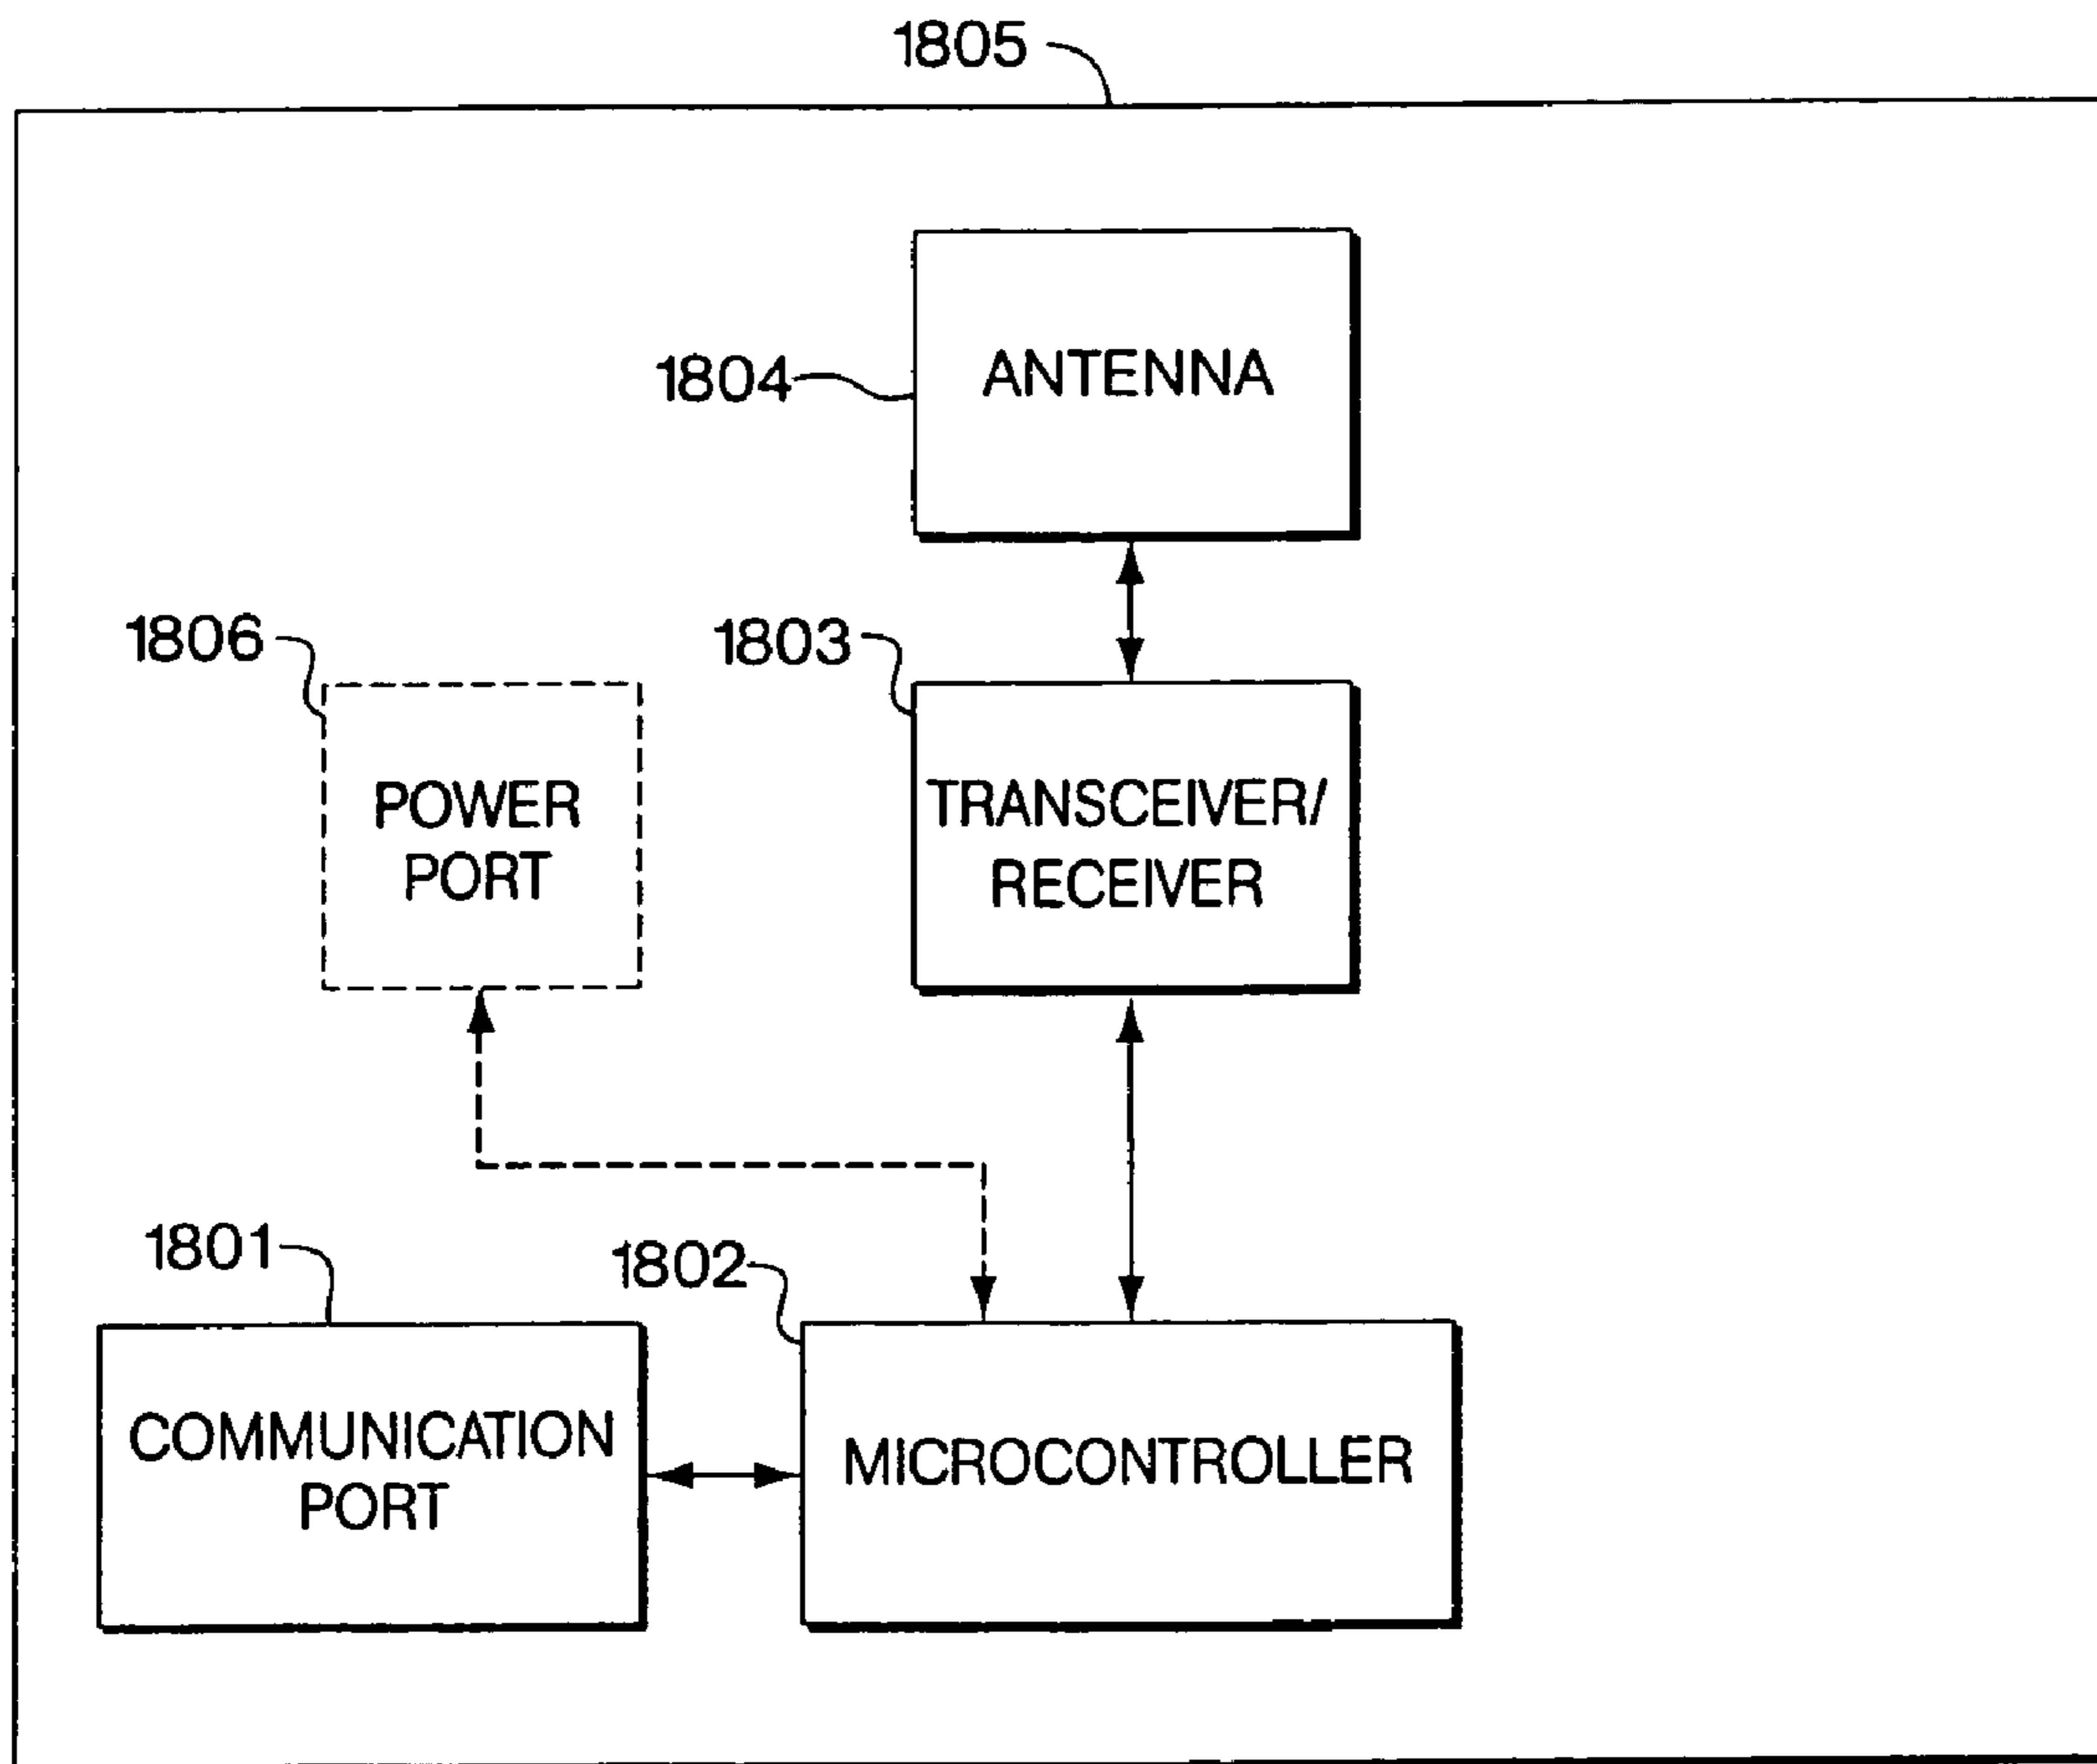 1805
1804
ANTENNA
1806
1803
POWER
PORT
TRANSCEIVER/
RECEIVER
1801
1802
COMMUNICATION
PORT
MICROCONTROLLER